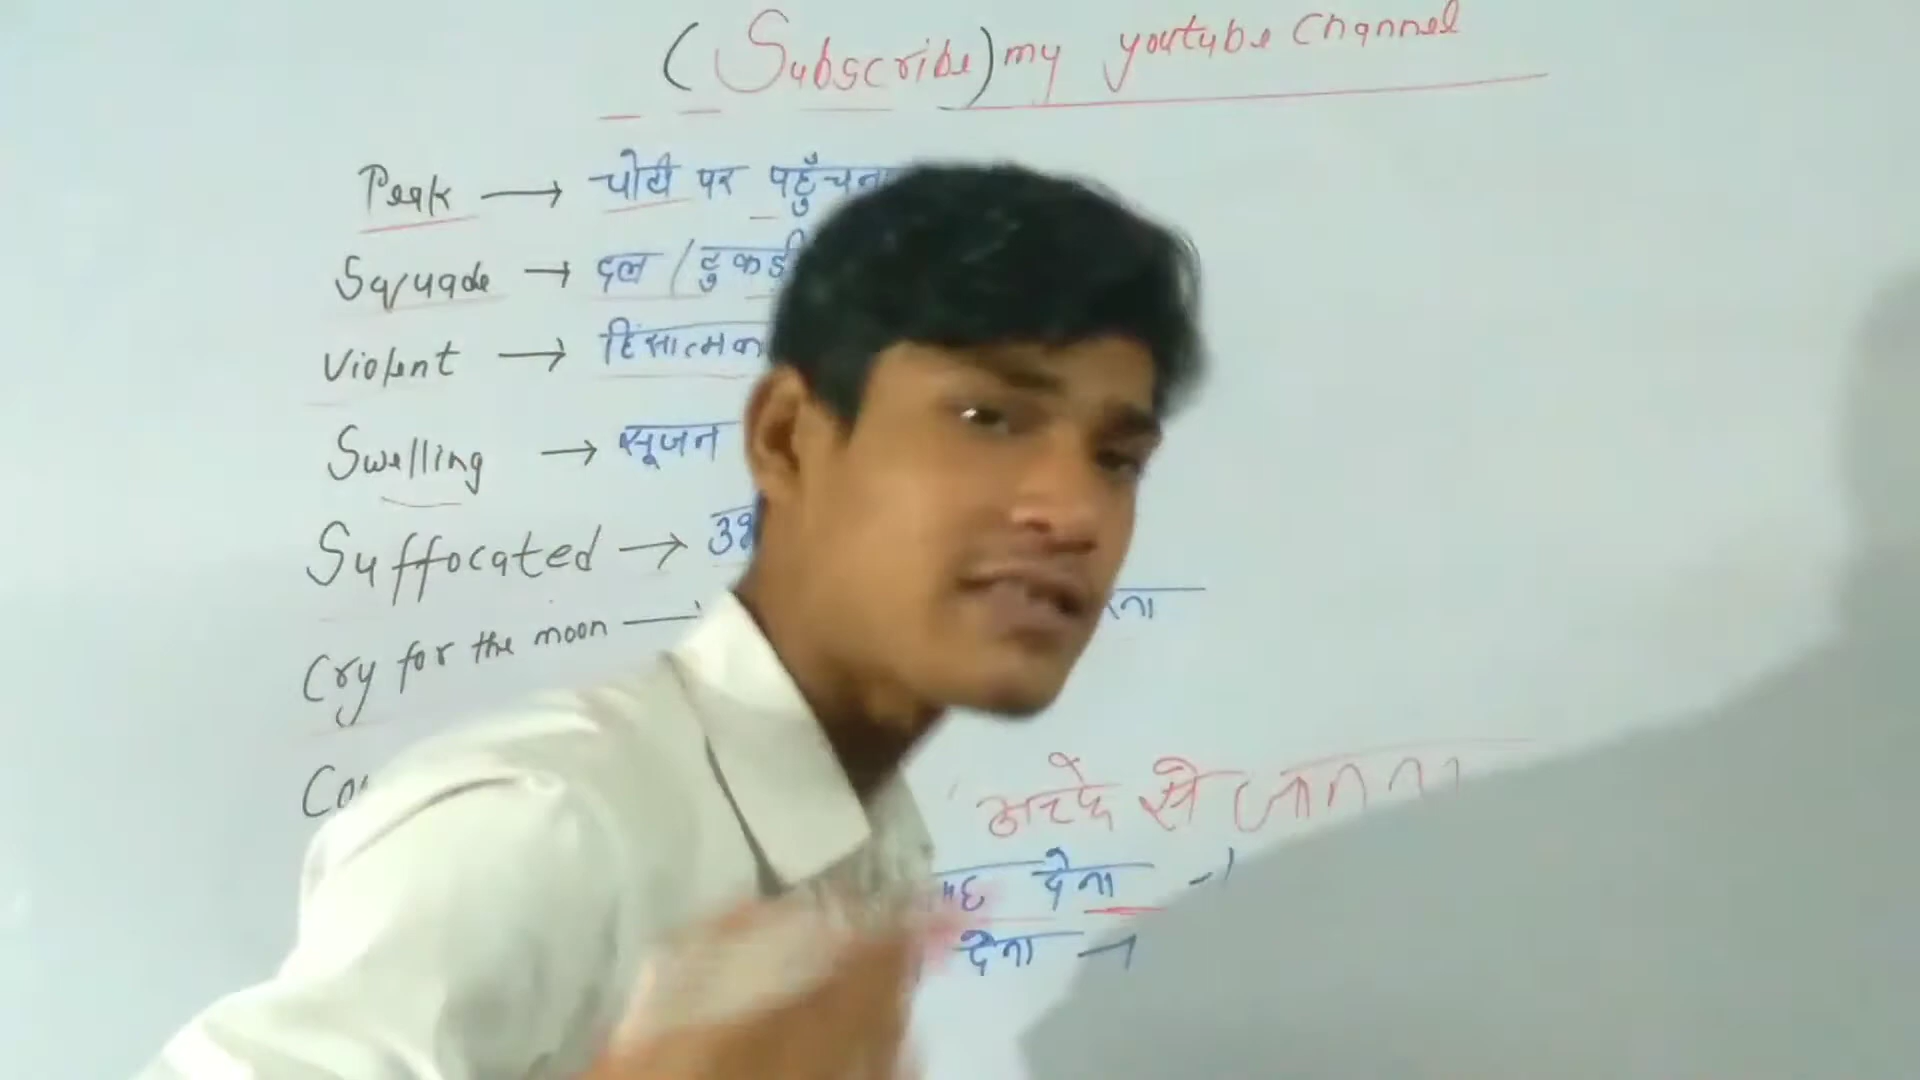 (Subscribe) my youtube channel
Peak → चोटी पर पहुँचना
Squade → दल / टुकड़ी
Violent → हिंसात्मक
Swelling → सूजन
Suffocated →
Cry for the moon —
अच्छे से जानना
देना
देना